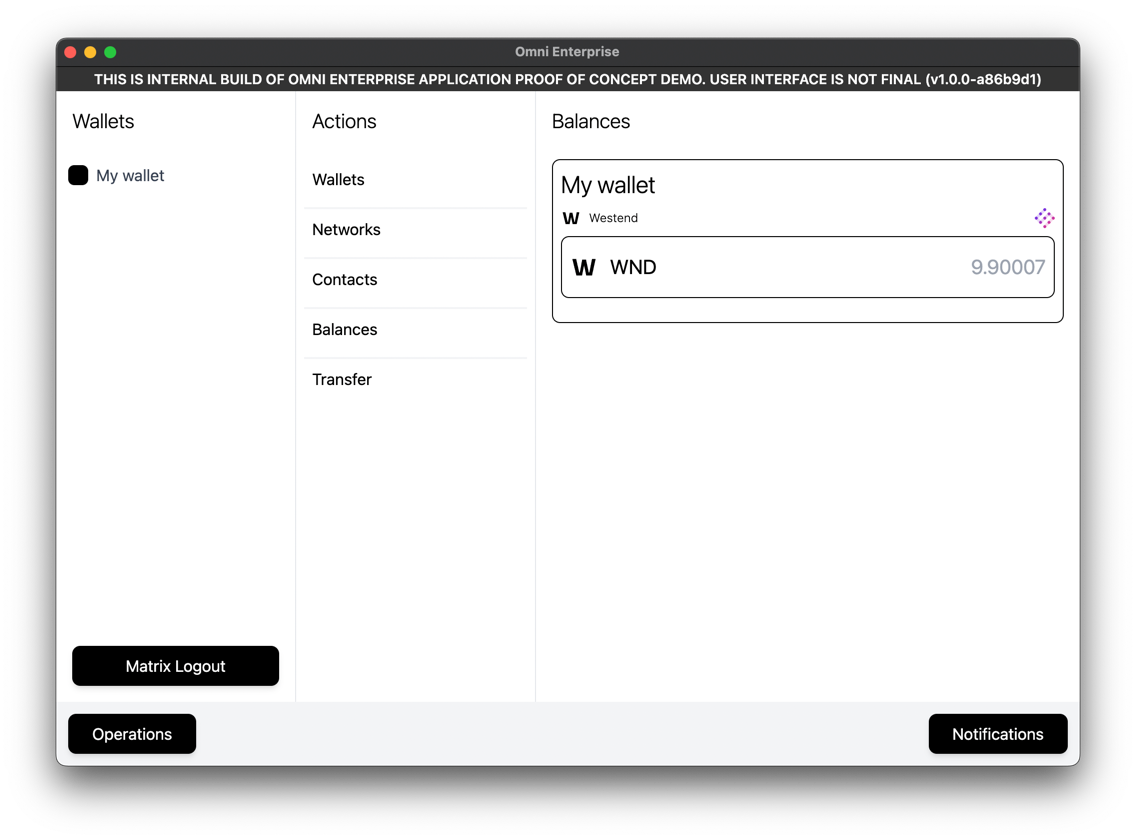 Omni Enterprise
THIS IS INTERNAL BUILD OF OMNI ENTERPRISE APPLICATION PROOF OF CONCEPT DEMO. USER INTERFACE IS NOT FINAL (v1.0.0-a86b9d1)
Wallets
My wallet
Matrix Logout
Actions
Wallets
Networks
Contacts
Balances
Transfer
Balances
My wallet
W Westend
W WND 9.90007
Operations
Notifications